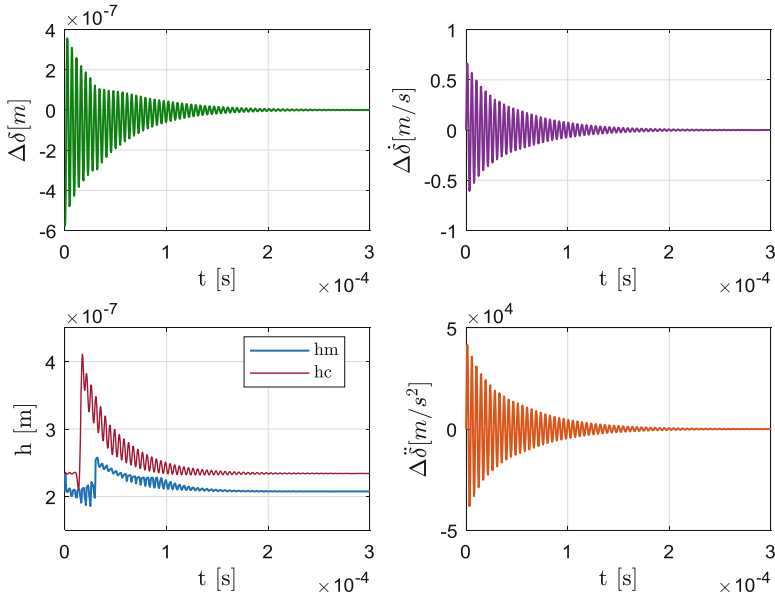 ×10⁻⁷
4
2
0
-2
-4
-6
Δδ[m]
0 1 2 3
t [s]
×10⁻⁴
1
0.5
0
-0.5
-1
Δδ̇[m/s]
0 1 2 3
t [s]
×10⁻⁴
×10⁻⁷
4
3
2
h [m]
hm
hc
0 1 2 3
t [s]
×10⁻⁴
×10⁴
5
0
-5
Δδ̈[m/s²]
0 1 2 3
t [s]
×10⁻⁴